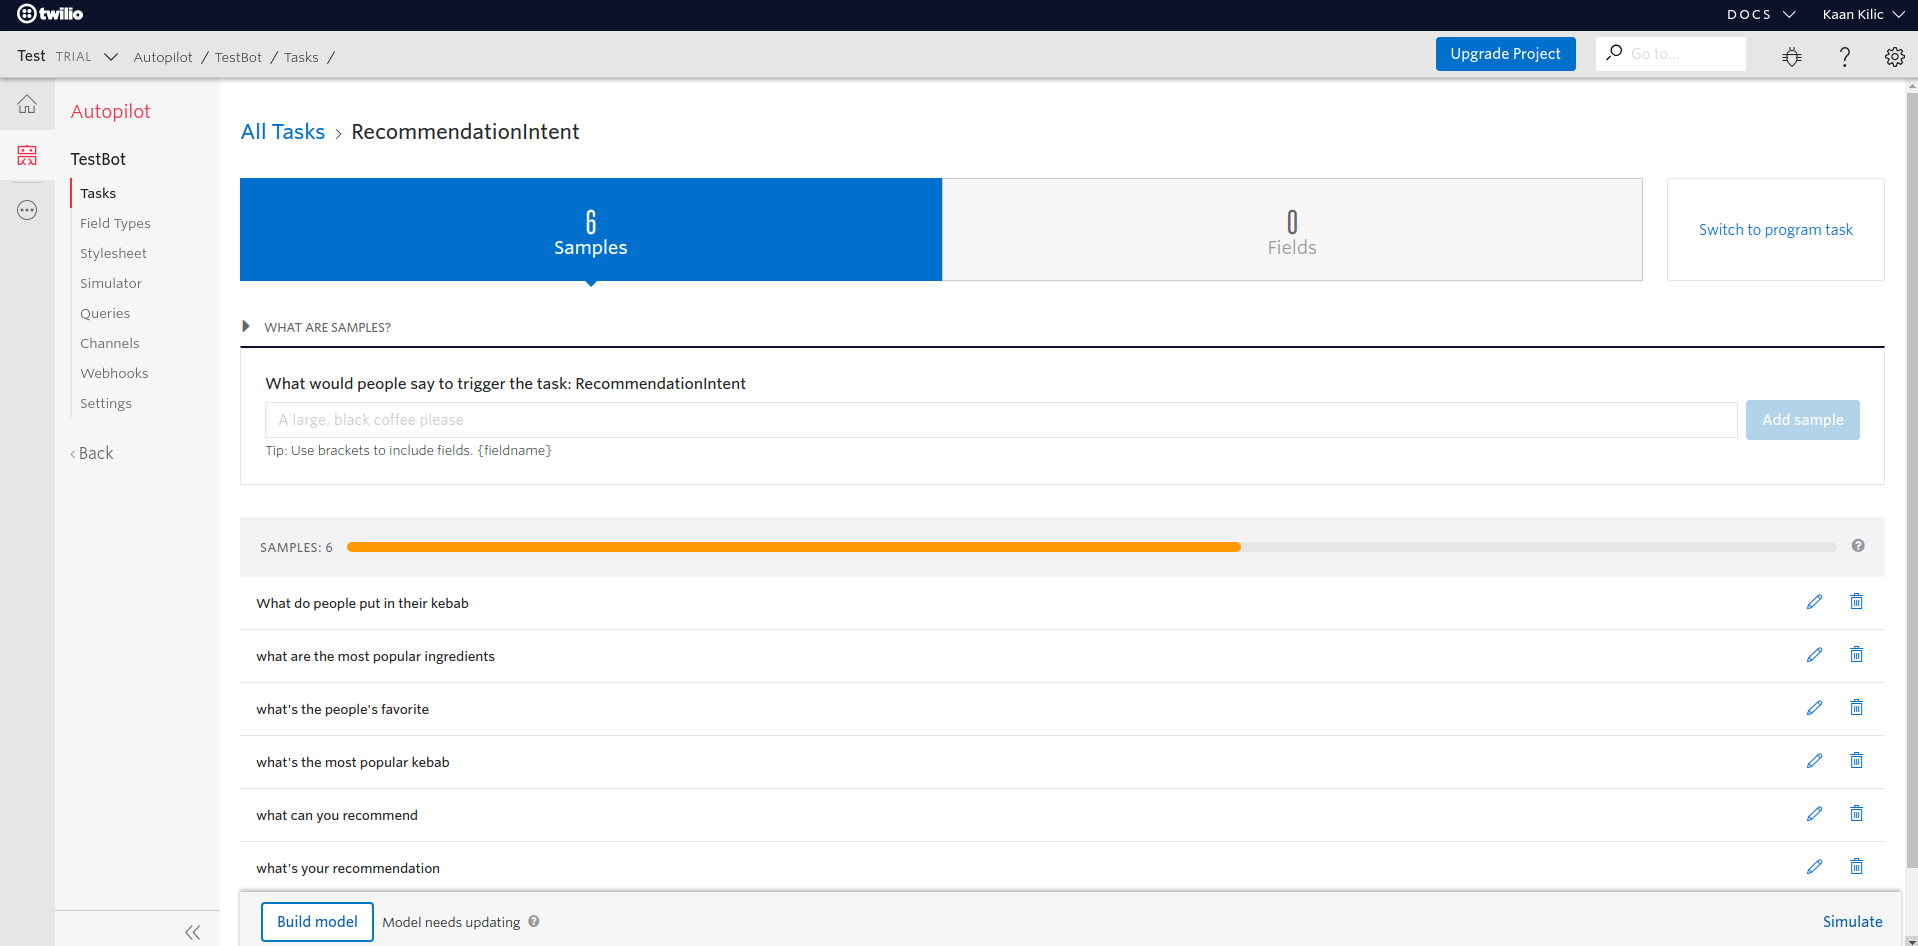 twilio
DOCS
Kaan Kilic
Test TRIAL
Autopilot / TestBot / Tasks /
Upgrade Project
Go to...
?
Autopilot
TestBot
Tasks
Field Types
Stylesheet
Simulator
Queries
Channels
Webhooks
Settings
‹ Back
All Tasks › RecommendationIntent
6
Samples
0
Fields
Switch to program task
WHAT ARE SAMPLES?
What would people say to trigger the task: RecommendationIntent
A large, black coffee please
Add sample
Tip: Use brackets to include fields. {fieldname}
SAMPLES: 6
?
What do people put in their kebab
what are the most popular ingredients
what's the people's favorite
what's the most popular kebab
what can you recommend
what's your recommendation
Build model
Model needs updating ?
Simulate